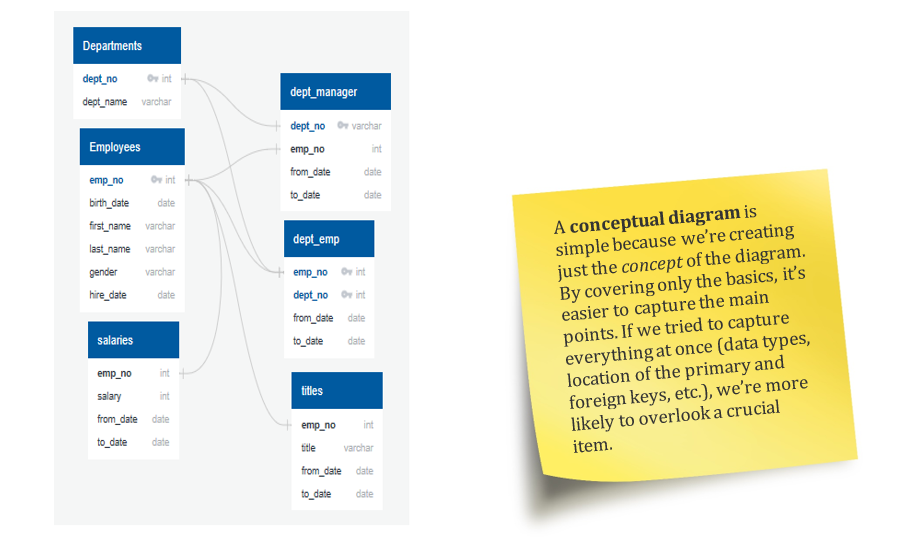 Departments
dept_no int
dept_name varchar
Employees
emp_no int
birth_date date
first_name varchar
last_name varchar
gender varchar
hire_date date
salaries
emp_no int
salary int
from_date date
to_date date
dept_manager
dept_no varchar
emp_no int
from_date date
to_date date
dept_emp
emp_no int
dept_no int
from_date date
to_date date
titles
emp_no int
title varchar
from_date date
to_date date
A conceptual diagram is
simple because we're creating
just the concept of the diagram.
By covering only the basics, it's
easier to capture the main
points. If we tried to capture
everything at once (data types,
location of the primary and
foreign keys, etc.), we're more
likely to overlook a crucial
item.